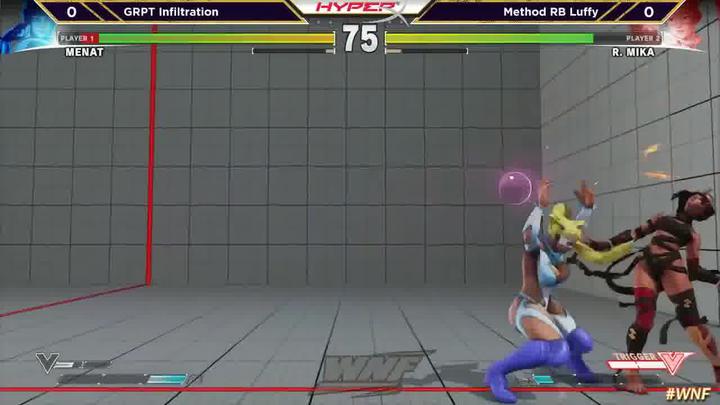 0 GRPT Infiltration HYPER Method RB Luffy 0
PLAYER 1 75 PLAYER 2
MENAT R. MIKA
WNF
TRIGGER
#WNF